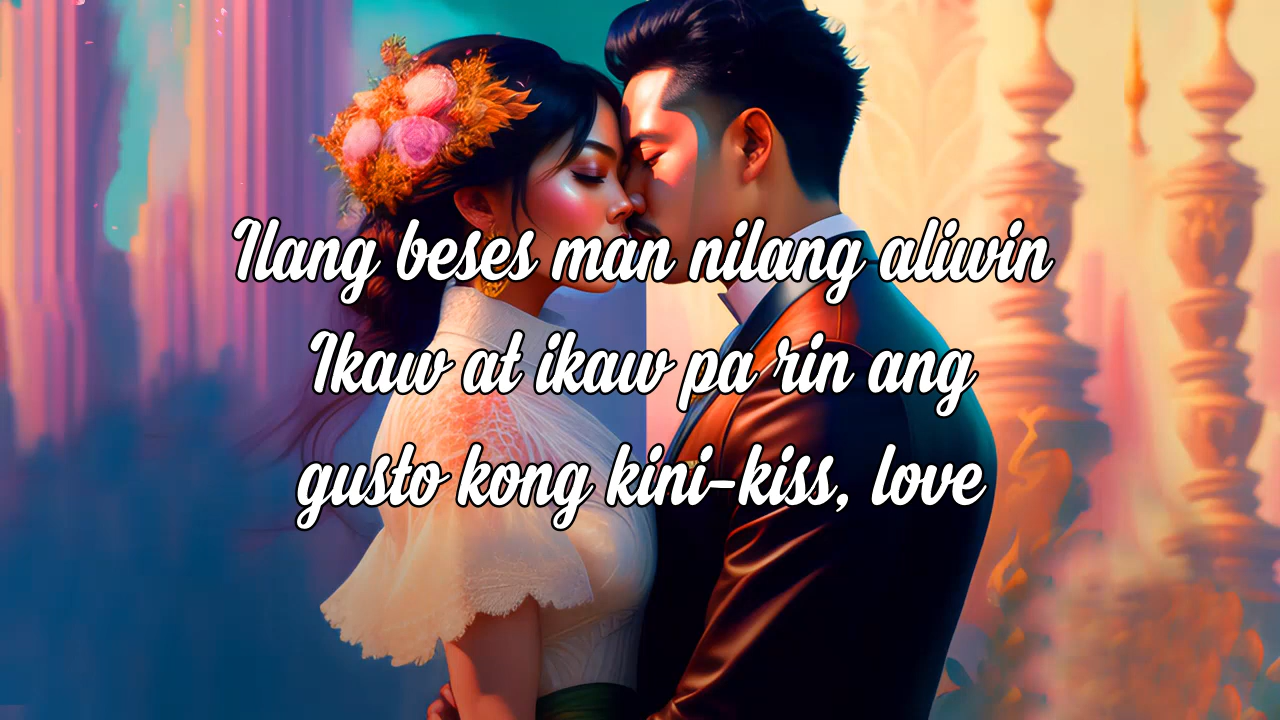 Ilang beses man nilang aliwin
Ikaw at ikaw pa rin ang
gusto kong kini-kiss, love